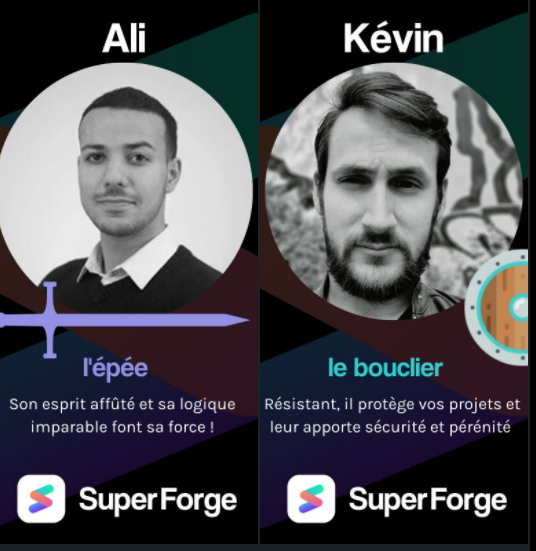 Ali
l'épée
Son esprit affûté et sa logique
imparable font sa force !
SuperForge
Kévin
le bouclier
Résistant, il protège vos projets et
leur apporte sécurité et pérénité
SuperForge